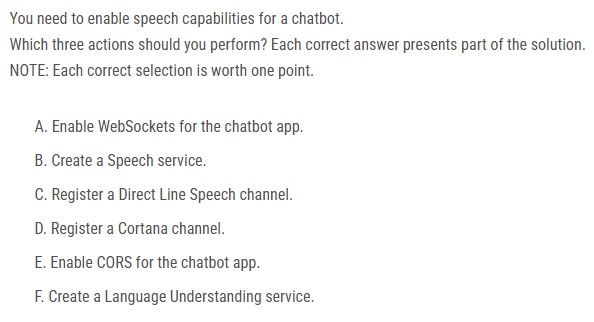 You need to enable speech capabilities for a chatbot.
Which three actions should you perform? Each correct answer presents part of the solution.
NOTE: Each correct selection is worth one point.
A. Enable WebSockets for the chatbot app.
B. Create a Speech service.
C. Register a Direct Line Speech channel.
D. Register a Cortana channel.
E. Enable CORS for the chatbot app.
F. Create a Language Understanding service.